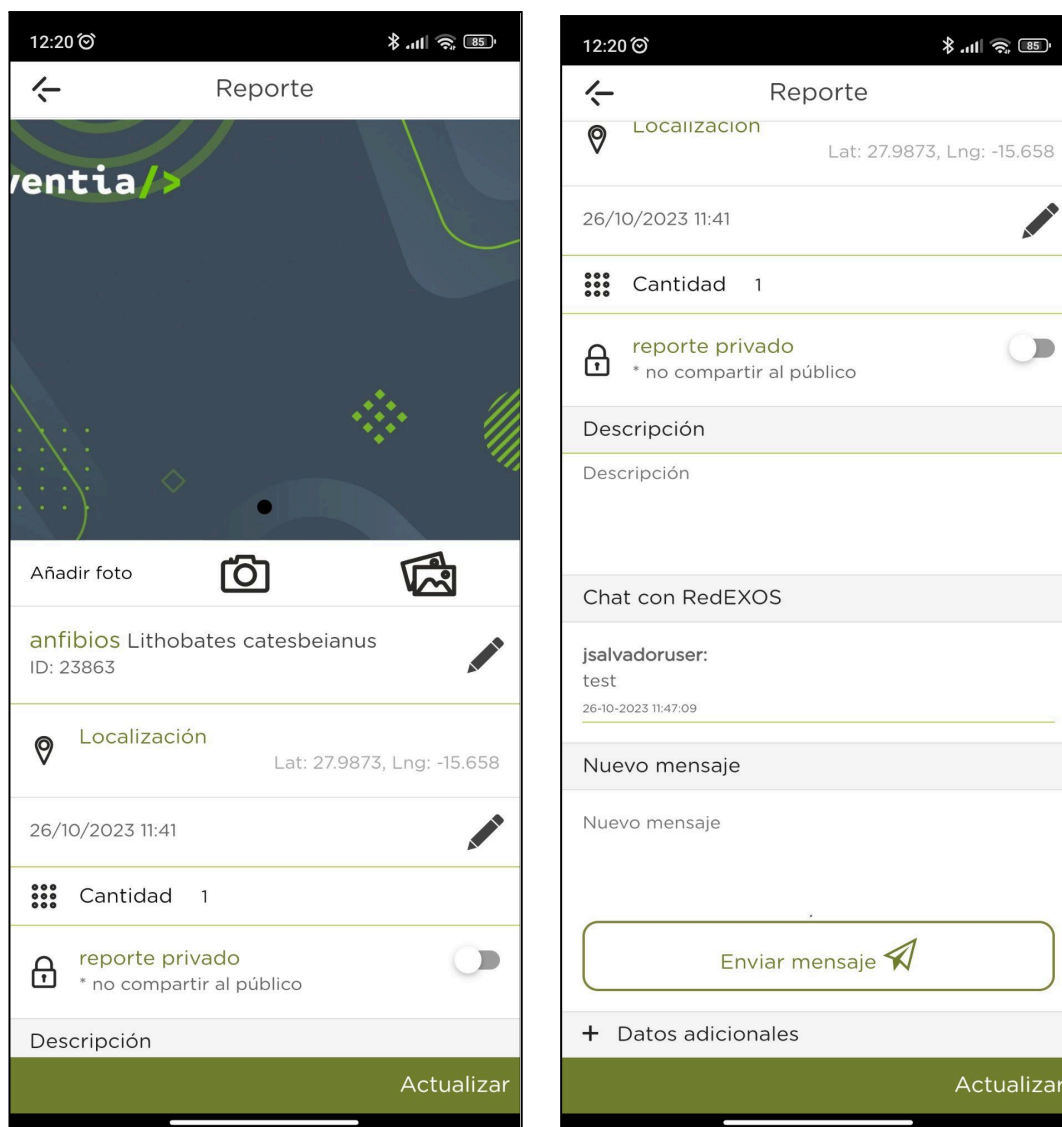 12:20
85
Reporte
ventia/>
Añadir foto
anfibios Lithobates catesbeianus
ID: 23863
Localización
Lat: 27.9873, Lng: -15.658
26/10/2023 11:41
Cantidad 1
reporte privado
* no compartir al público
Descripción
Actualizar
12:20
85
Reporte
Localización
Lat: 27.9873, Lng: -15.658
26/10/2023 11:41
Cantidad 1
reporte privado
* no compartir al público
Descripción
Descripción
Chat con RedEXOS
jsalvadoruser:
test
26-10-2023 11:47:09
Nuevo mensaje
Nuevo mensaje
Enviar mensaje
+ Datos adicionales
Actualizar